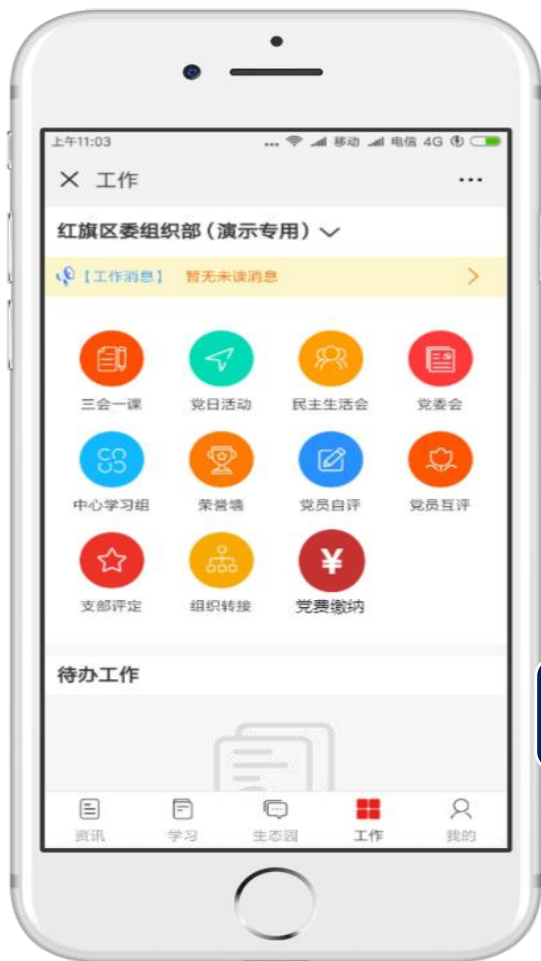 上午11:03 ... 移动 电信 4G
× 工作 ...
红旗区委组织部（演示专用）
【工作消息】 暂无未读消息 >
三会一课 党日活动 民主生活会 党委会
中心学习组 荣誉墙 党员自评 党员互评
¥
支部评定 组织转接 党费缴纳
待办工作
资讯 学习 生态园 工作 我的